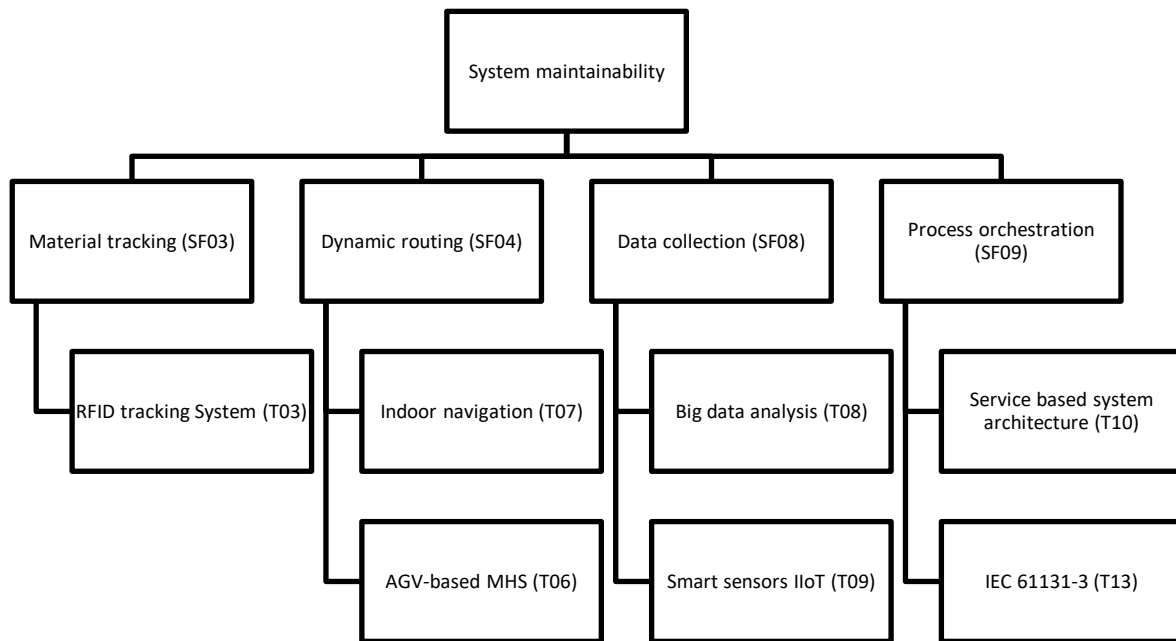 System maintainability
Material tracking (SF03)
Dynamic routing (SF04)
Data collection (SF08)
Process orchestration
(SF09)
RFID tracking System (T03)
Indoor navigation (T07)
Big data analysis (T08)
Service based system
architecture (T10)
AGV-based MHS (T06)
Smart sensors IIoT (T09)
IEC 61131-3 (T13)